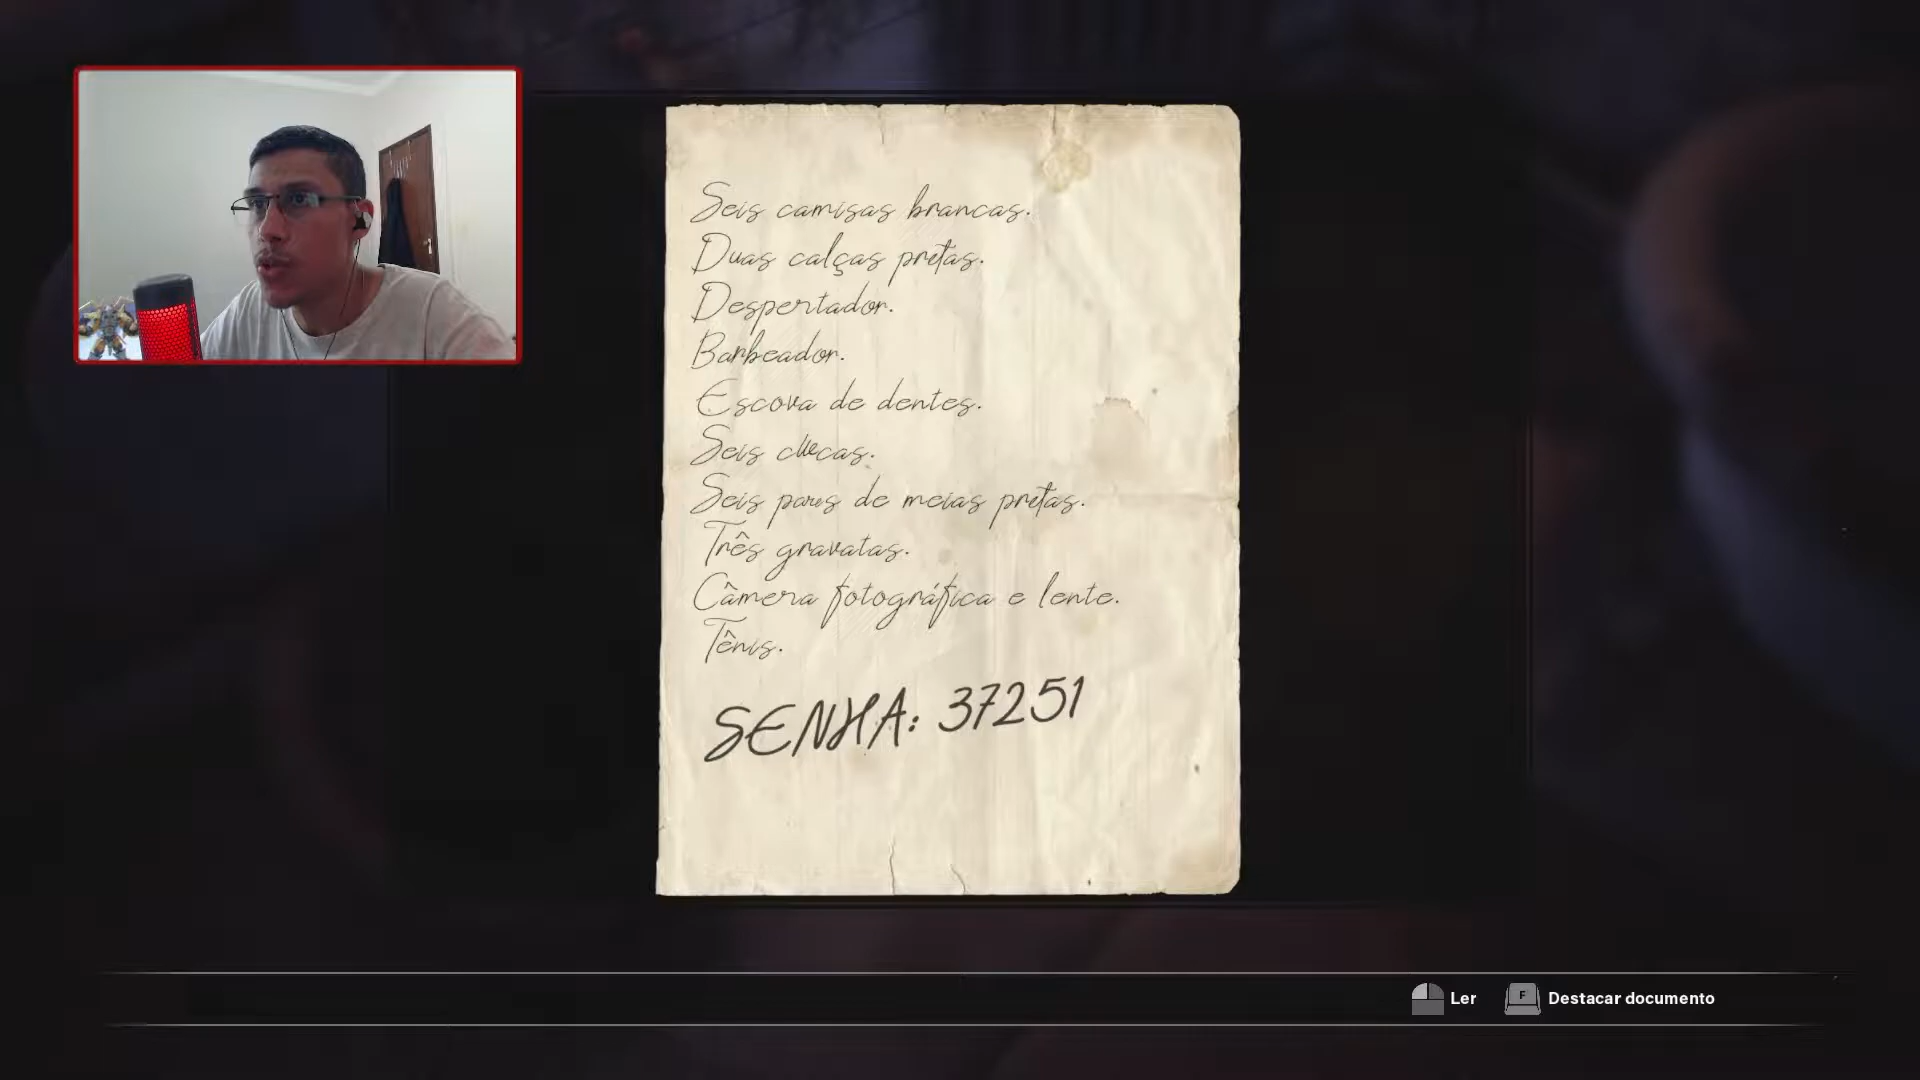 Seis camisas brancas.
Duas calças pretas.
Despertador.
Barbeador.
Escova de dentes.
Seis cuecas.
Seis pares de meias pretas.
Três gravatas.
Câmera fotográfica e lente.
Tênis.
SENHA: 37251
Ler
F
Destacar documento